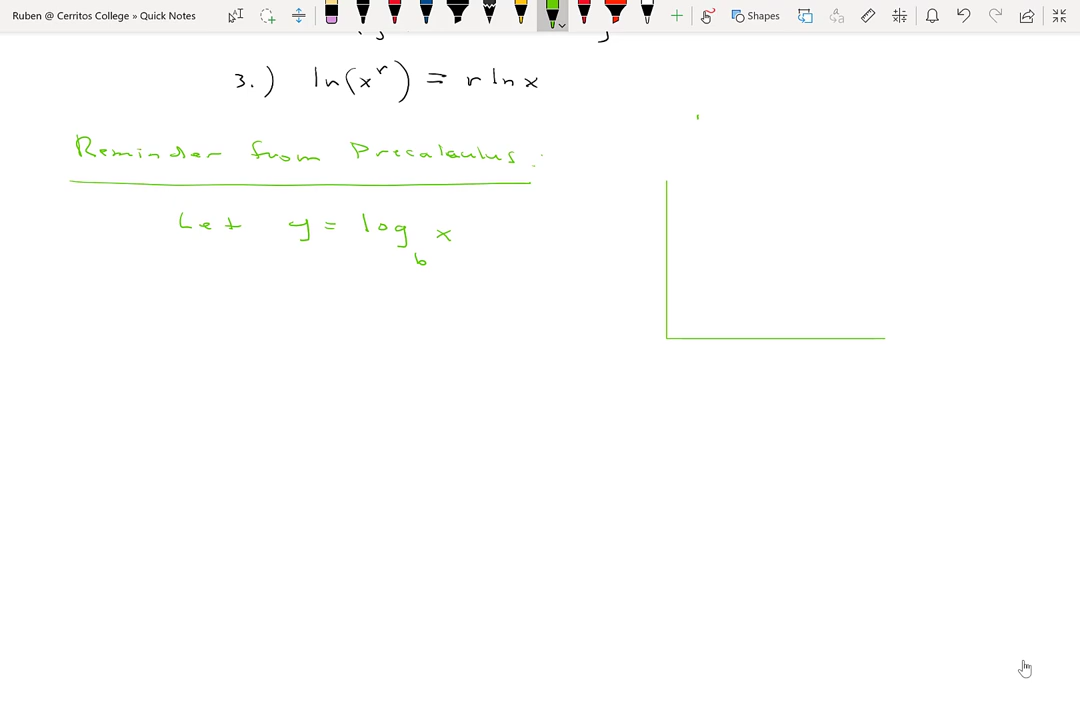 Ruben @ Cerritos College » Quick Notes
Shapes
3.) ln(x^r) = r ln x
Reminder from Precalculus.
Let y = log_b x